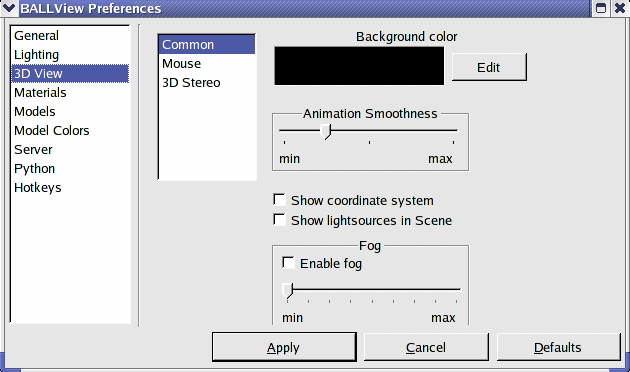 BALLView Preferences
General
Lighting
3D View
Materials
Models
Model Colors
Server
Python
Hotkeys
Common
Mouse
3D Stereo
Background color
Edit
Animation Smoothness
min max
Show coordinate system
Show lightsources in Scene
Fog
Enable fog
min max
Apply Cancel Defaults